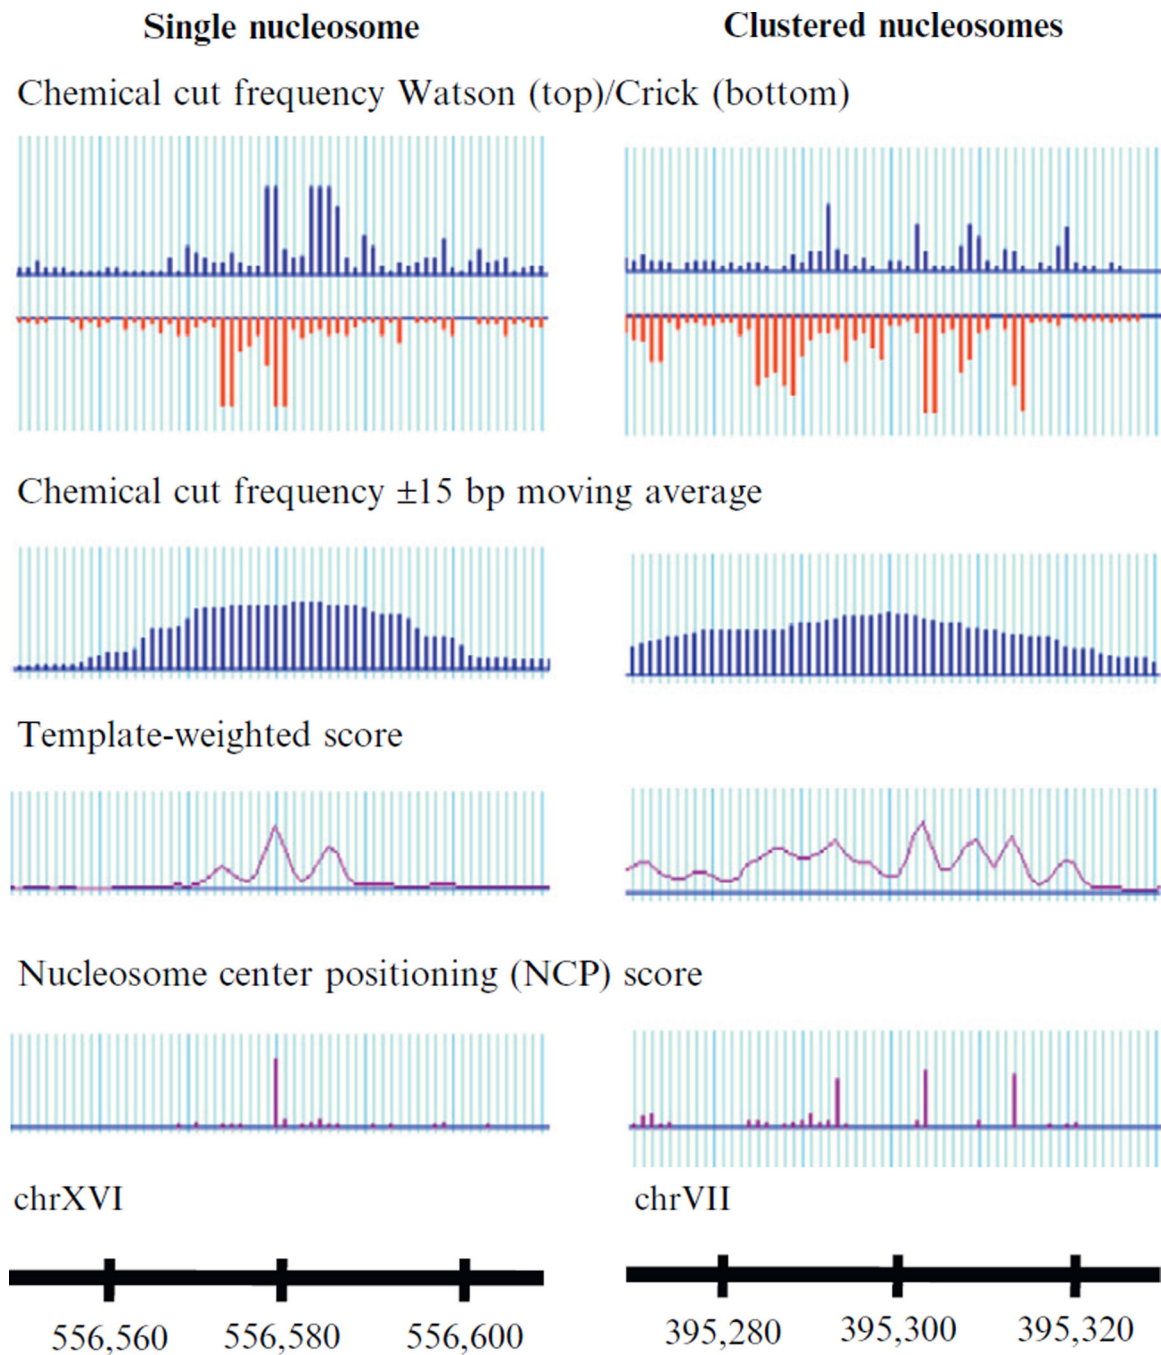 Single nucleosome
Clustered nucleosomes
Chemical cut frequency Watson (top)/Crick (bottom)
Chemical cut frequency ±15 bp moving average
Template-weighted score
Nucleosome center positioning (NCP) score
chrXVI
chrVII
556,560 556,580 556,600
395,280 395,300 395,320